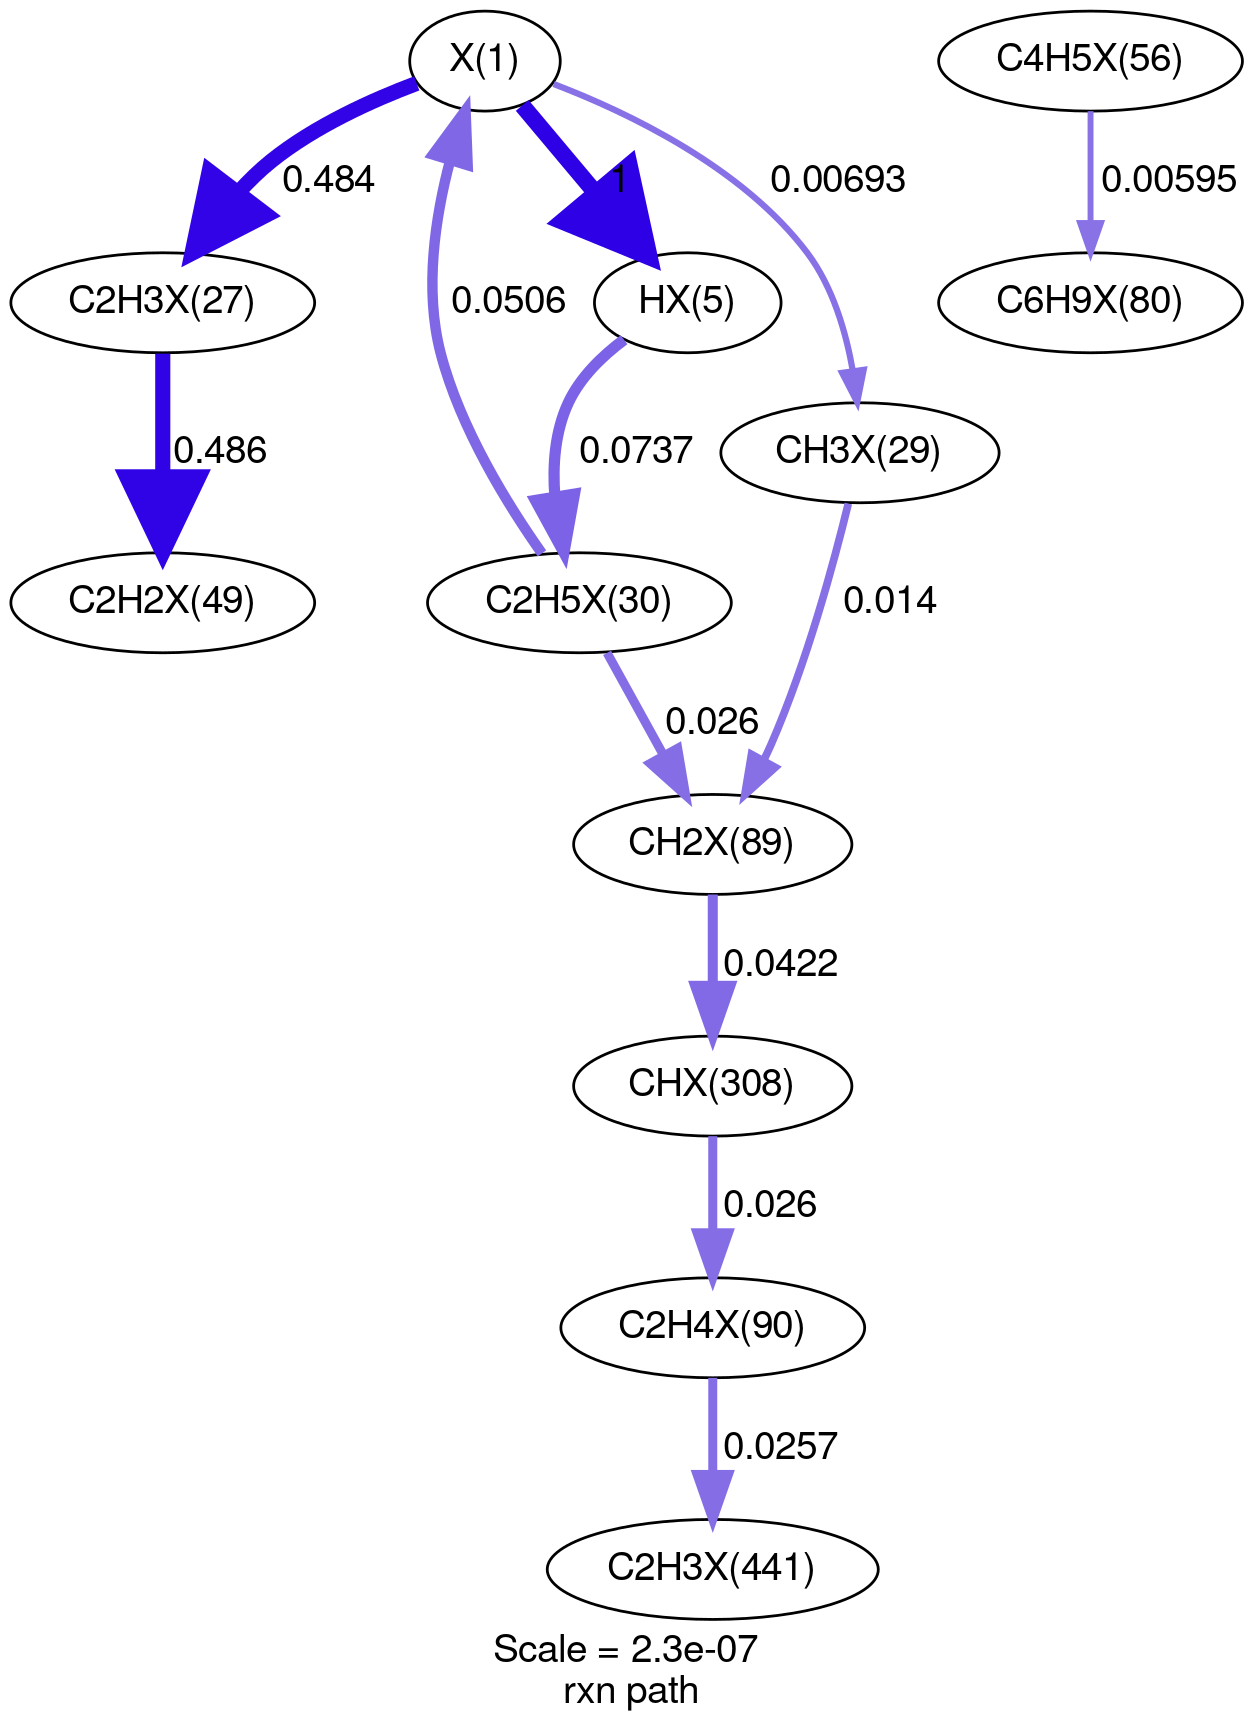 X(1)
C4H5X(56)
0.484
1
0.00693
0.00595
C2H3X(27)
0.0506
HX(5)
C6H9X(80)
0.486
0.0737
CH3X(29)
C2H2X(49)
C2H5X(30)
0.014
0.026
CH2X(89)
0.0422
CHX(308)
0.026
C2H4X(90)
0.0257
C2H3X(441)
Scale = 2.3e-07
rxn path